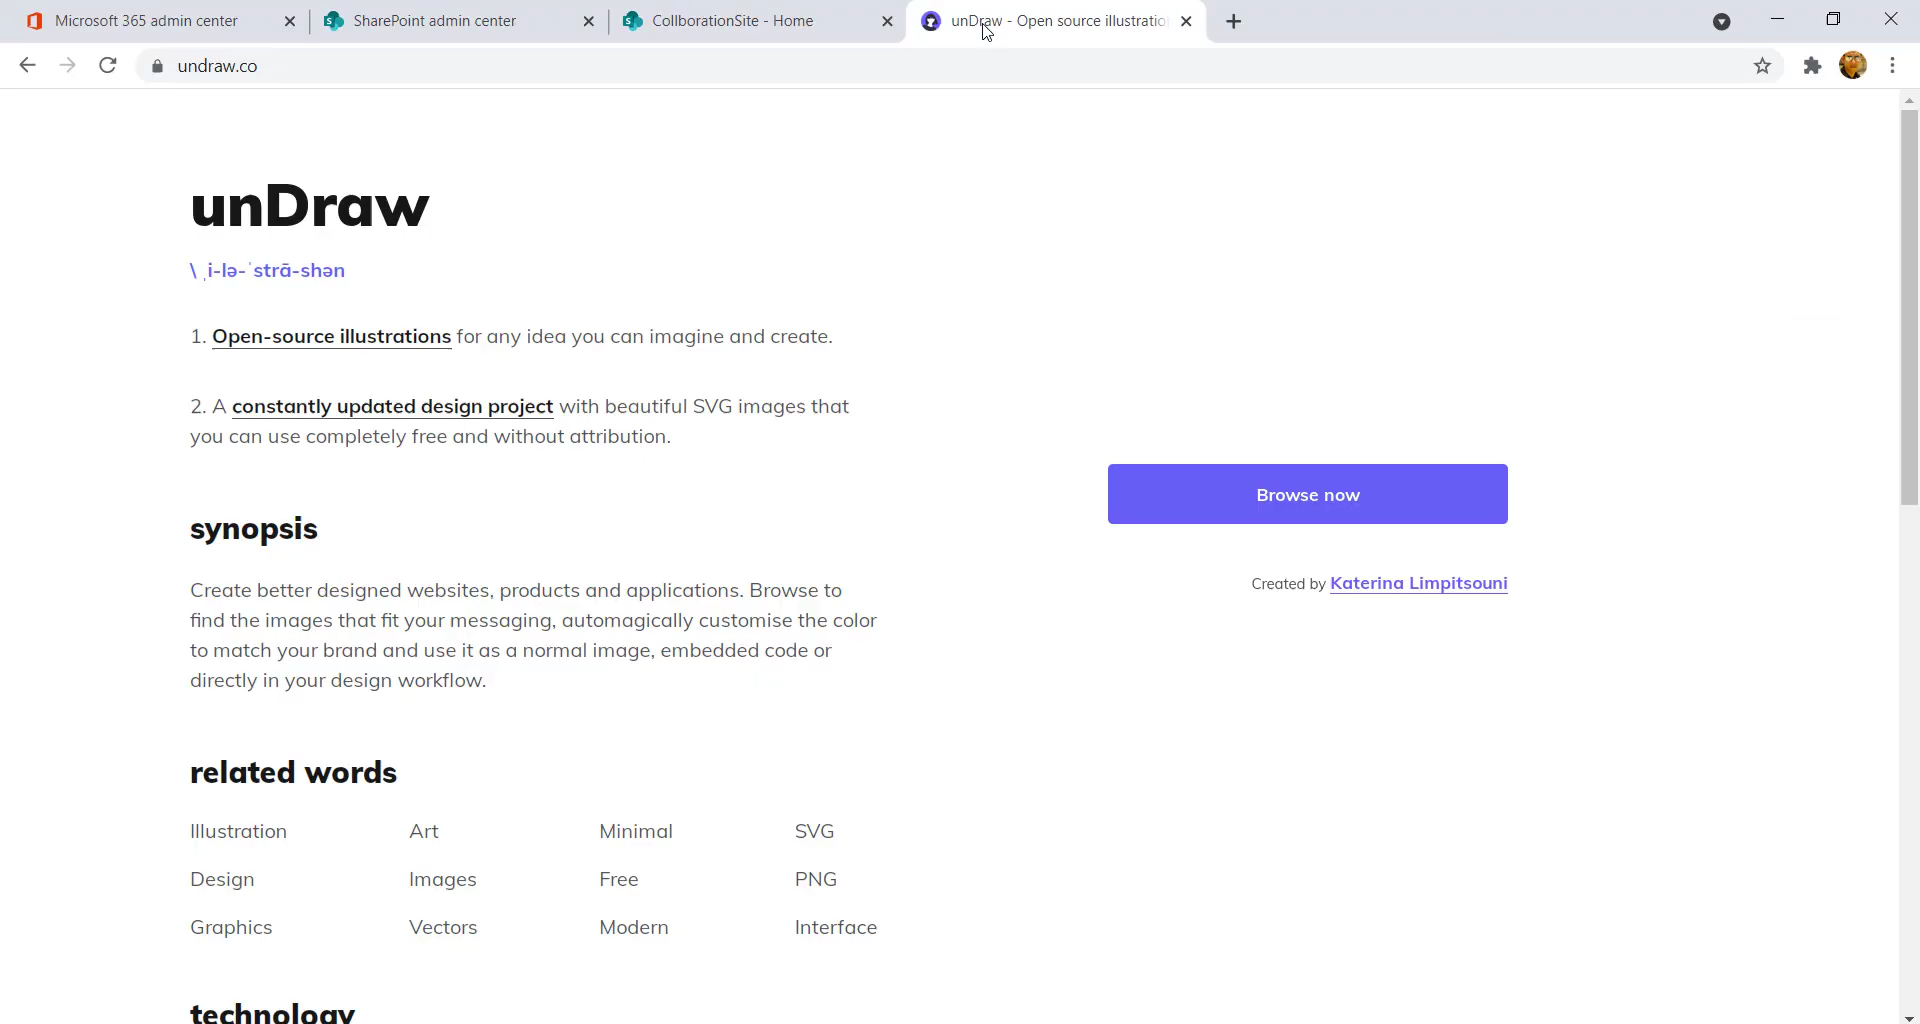 Microsoft 365 admin center
SharePoint admin center
CollborationSite - Home
unDraw - Open source illustratio
undraw.co
unDraw
\ ˌi-lə-ˈstrā-shən
1. Open-source illustrations for any idea you can imagine and create.
2. A constantly updated design project with beautiful SVG images that
you can use completely free and without attribution.
Browse now
Created by Katerina Limpitsouni
synopsis
Create better designed websites, products and applications. Browse to
find the images that fit your messaging, automagically customise the color
to match your brand and use it as a normal image, embedded code or
directly in your design workflow.
related words
Illustration Art Minimal SVG
Design Images Free PNG
Graphics Vectors Modern Interface
technology